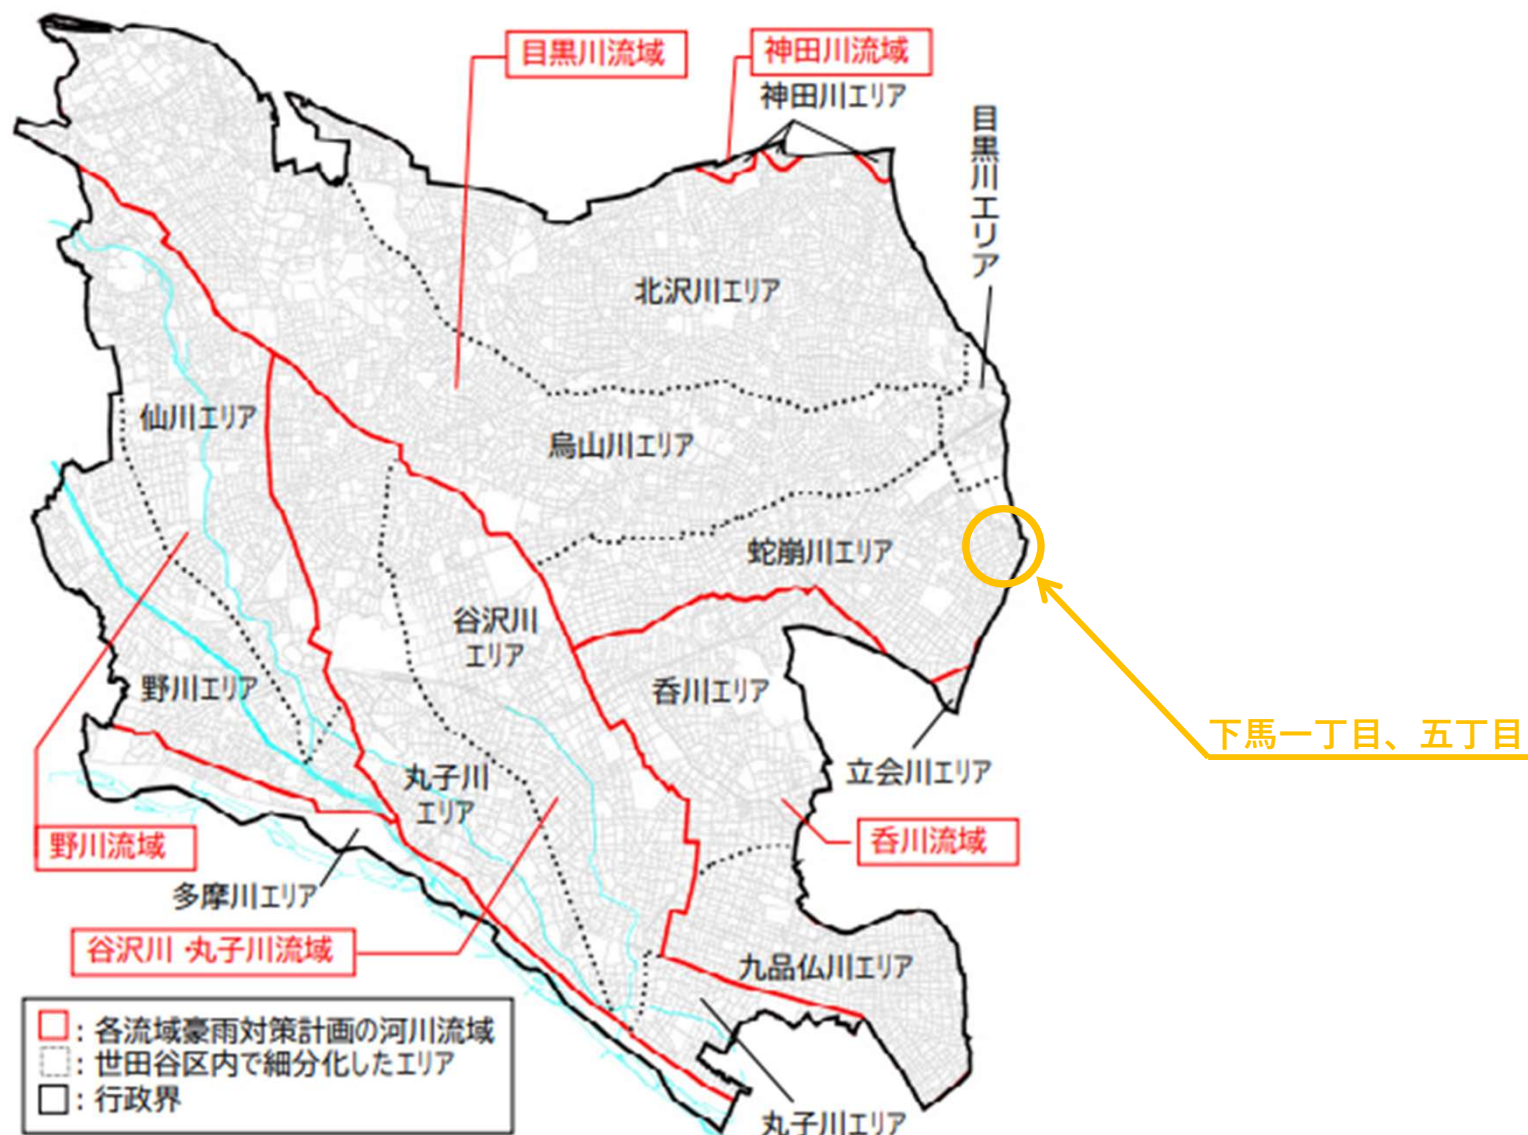 目黒川流域
神田川流域
神田川エリア
目黒川エリア
北沢川エリア
仙川エリア
烏山川エリア
蛇崩川エリア
谷沢川
エリア
野川エリア
呑川エリア
下馬一丁目、五丁目
丸子川
エリア
立会川エリア
野川流域
呑川流域
多摩川エリア
谷沢川・丸子川流域
九品仏川エリア
：各流域豪雨対策計画の河川流域
：世田谷区内で細分化したエリア
：行政界
丸子川エリア